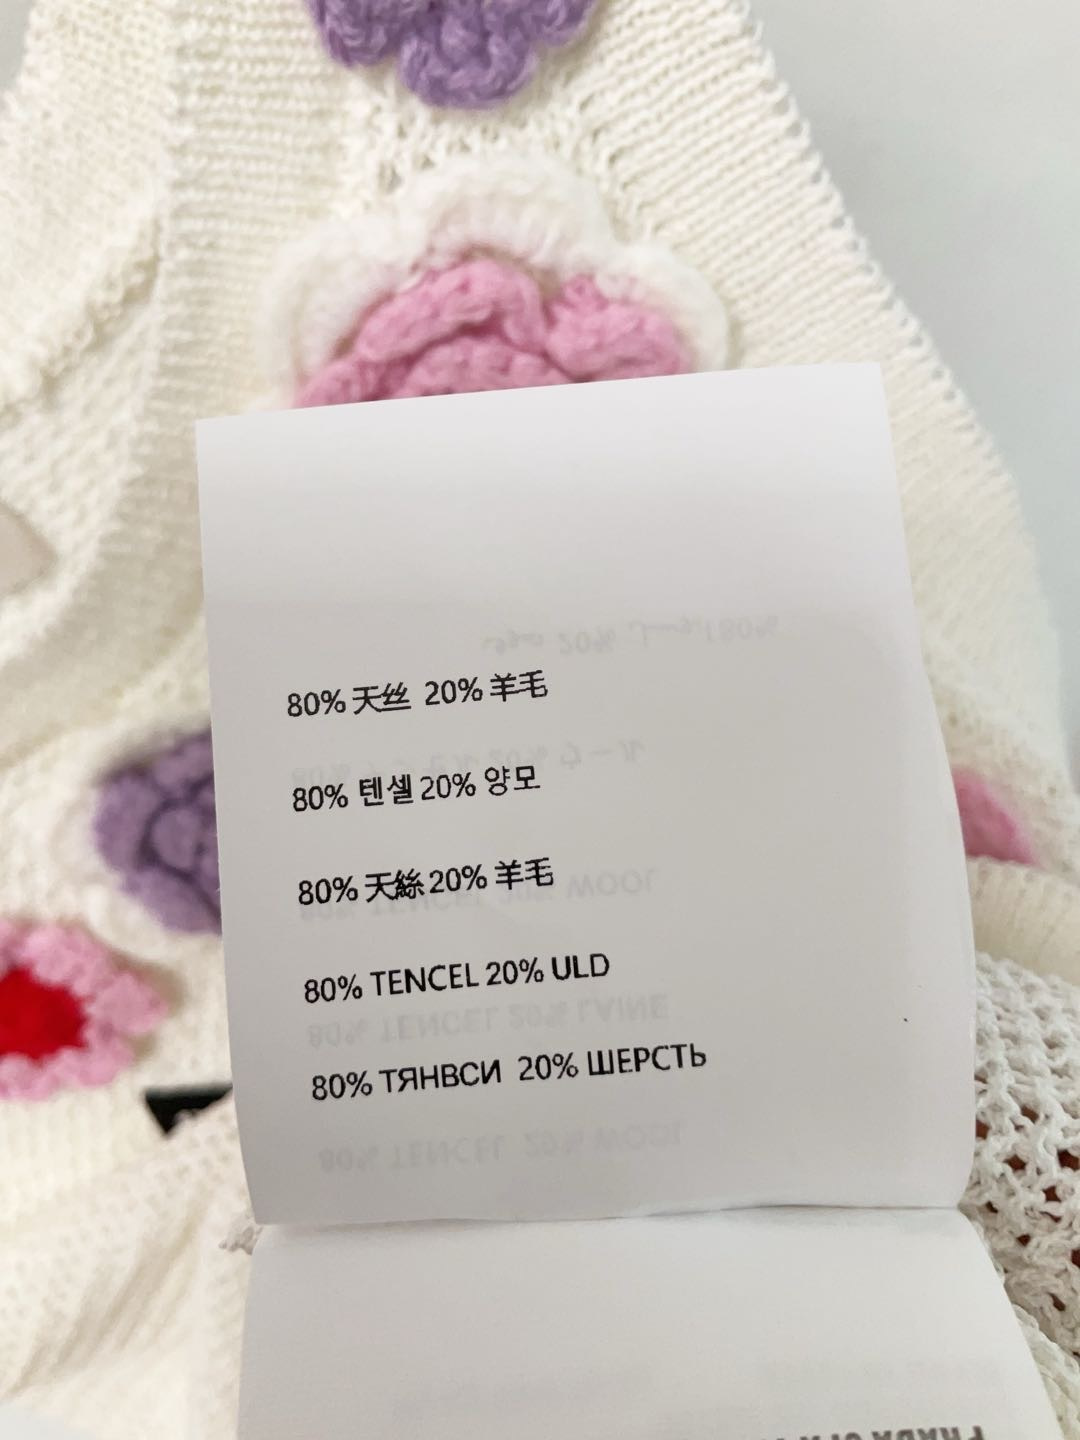 80% 天丝 20% 羊毛
80% 텐셀 20% 양모
80% 天絲 20% 羊毛
80% TENCEL 20% ULD
80% ТЯНВСИ 20% ШЕРСТЬ